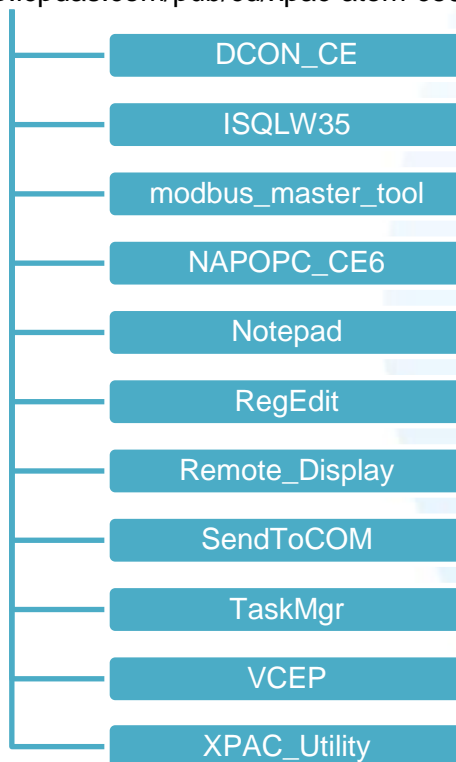 DCON_CE
ISQLW35
modbus_master_tool
NAPOPC_CE6
Notepad
RegEdit
Remote_Display
SendToCOM
TaskMgr
VCEP
XPAC_Utility